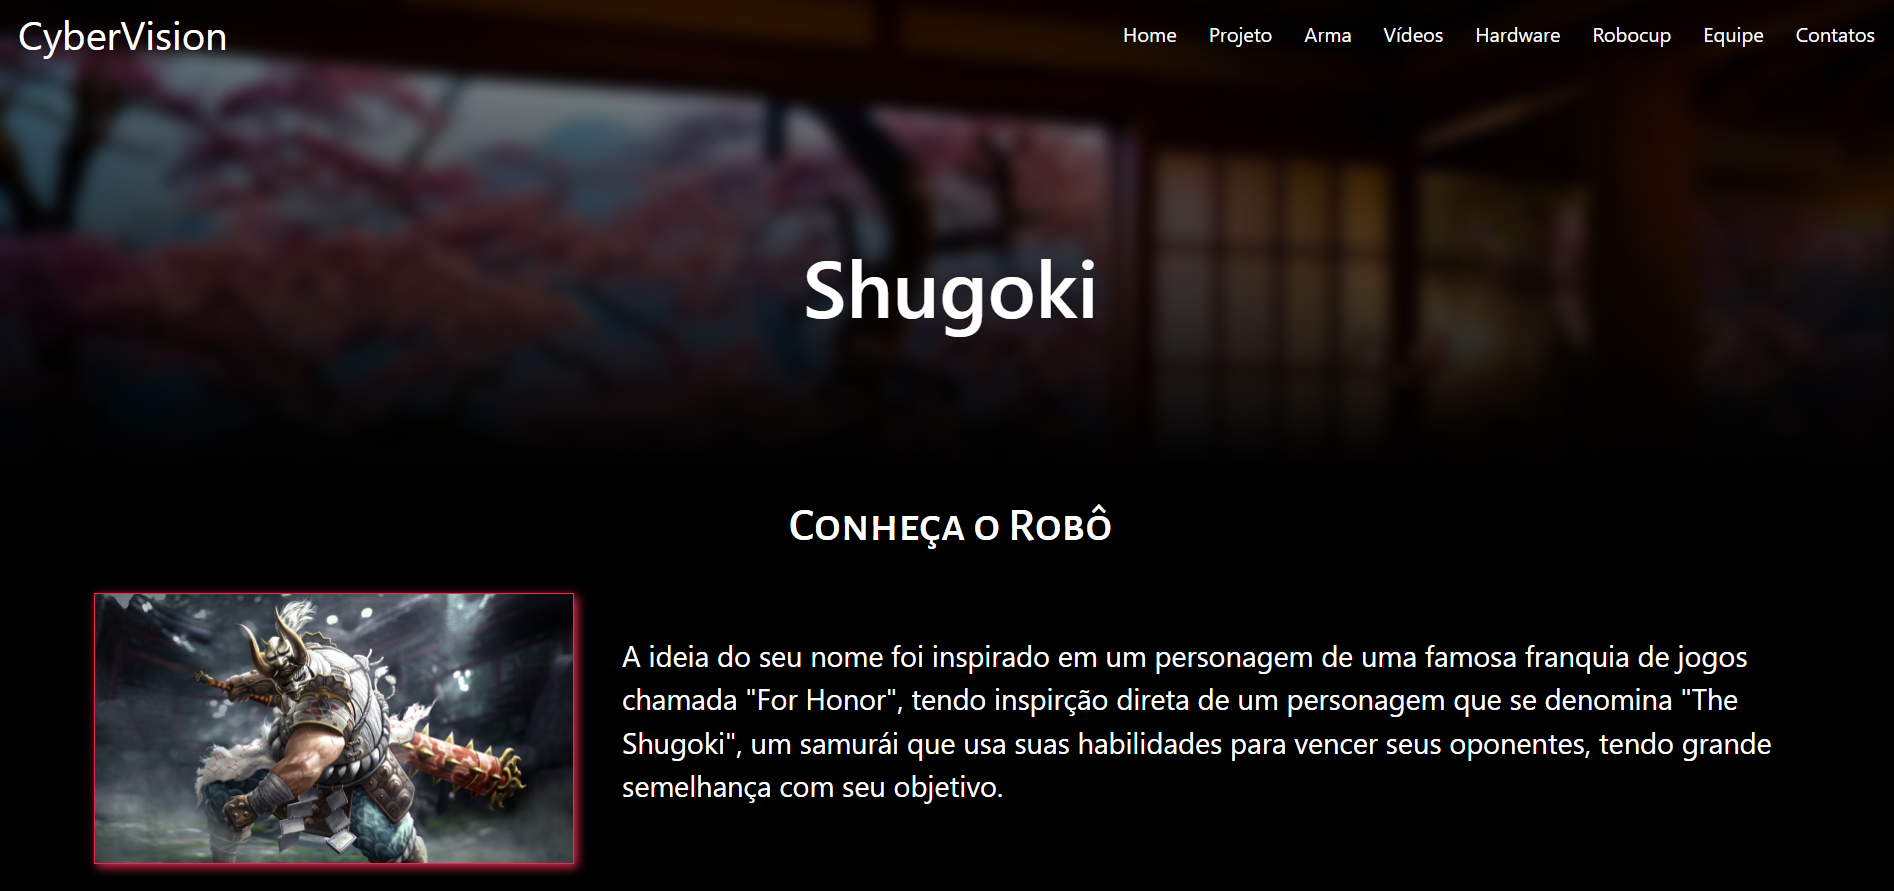 CyberVision
Home Projeto Arma Vídeos Hardware Robocup Equipe Contatos
Shugoki
Conheça o Robô
A ideia do seu nome foi inspirado em um personagem de uma famosa franquia de jogos
chamada "For Honor", tendo inspirção direta de um personagem que se denomina "The
Shugoki", um samurái que usa suas habilidades para vencer seus oponentes, tendo grande
semelhança com seu objetivo.